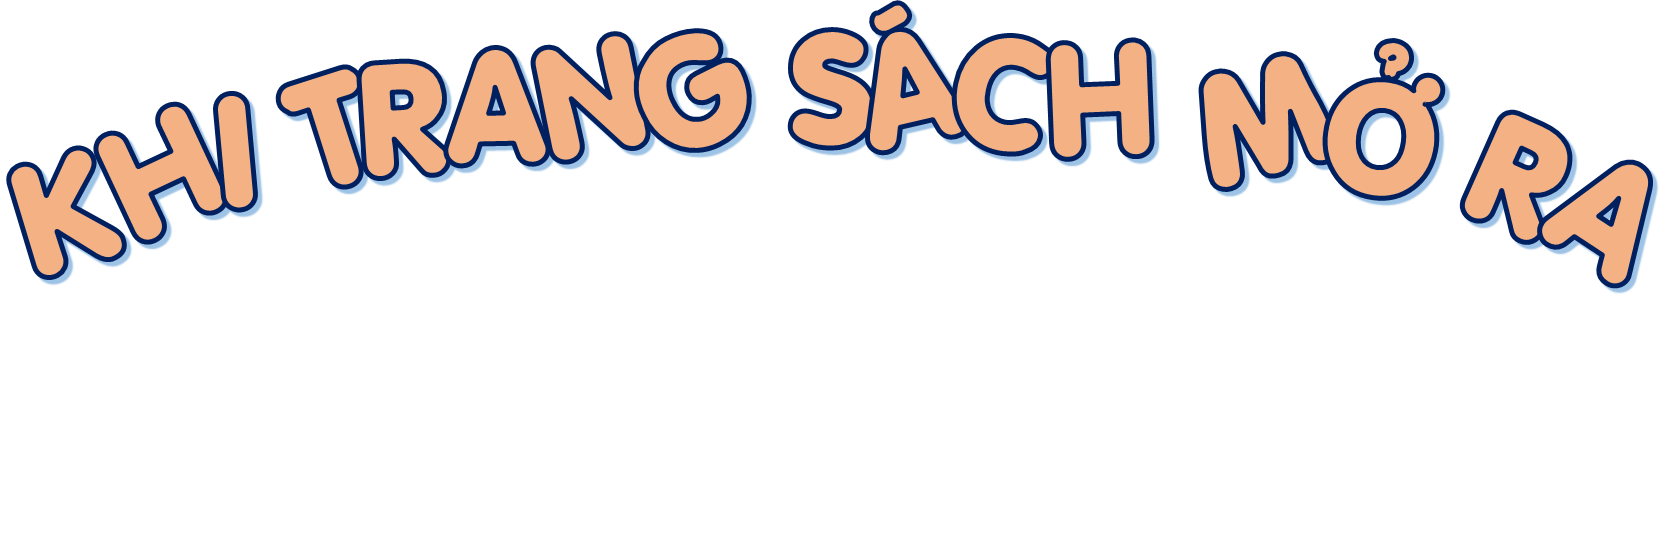 KHI TRANG SÁCH MỞ RA